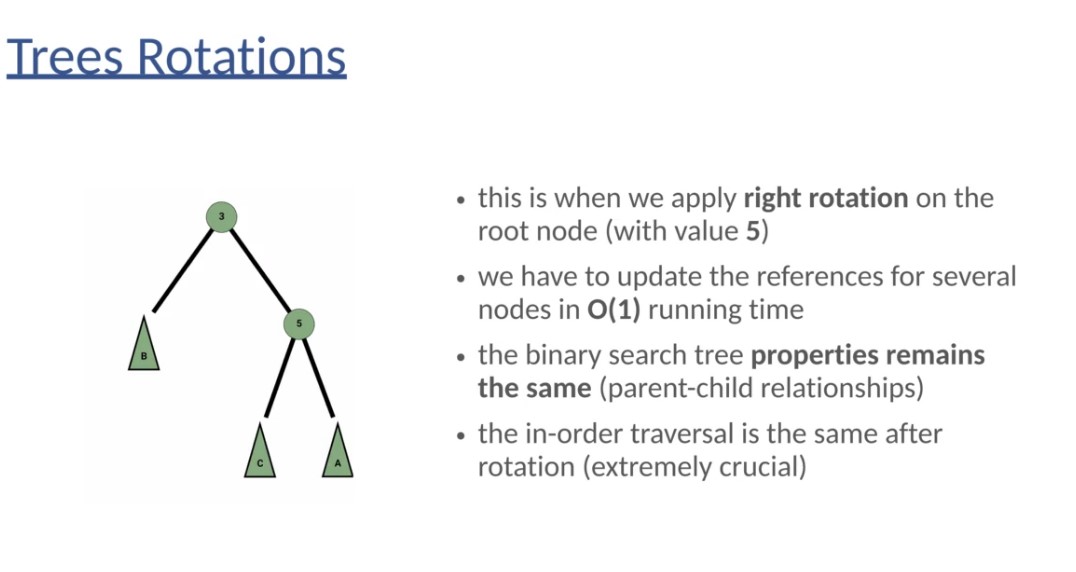 Trees Rotations
3
5
B
C
A
• this is when we apply right rotation on the
root node (with value 5)
• we have to update the references for several
nodes in O(1) running time
• the binary search tree properties remains
the same (parent-child relationships)
• the in-order traversal is the same after
rotation (extremely crucial)